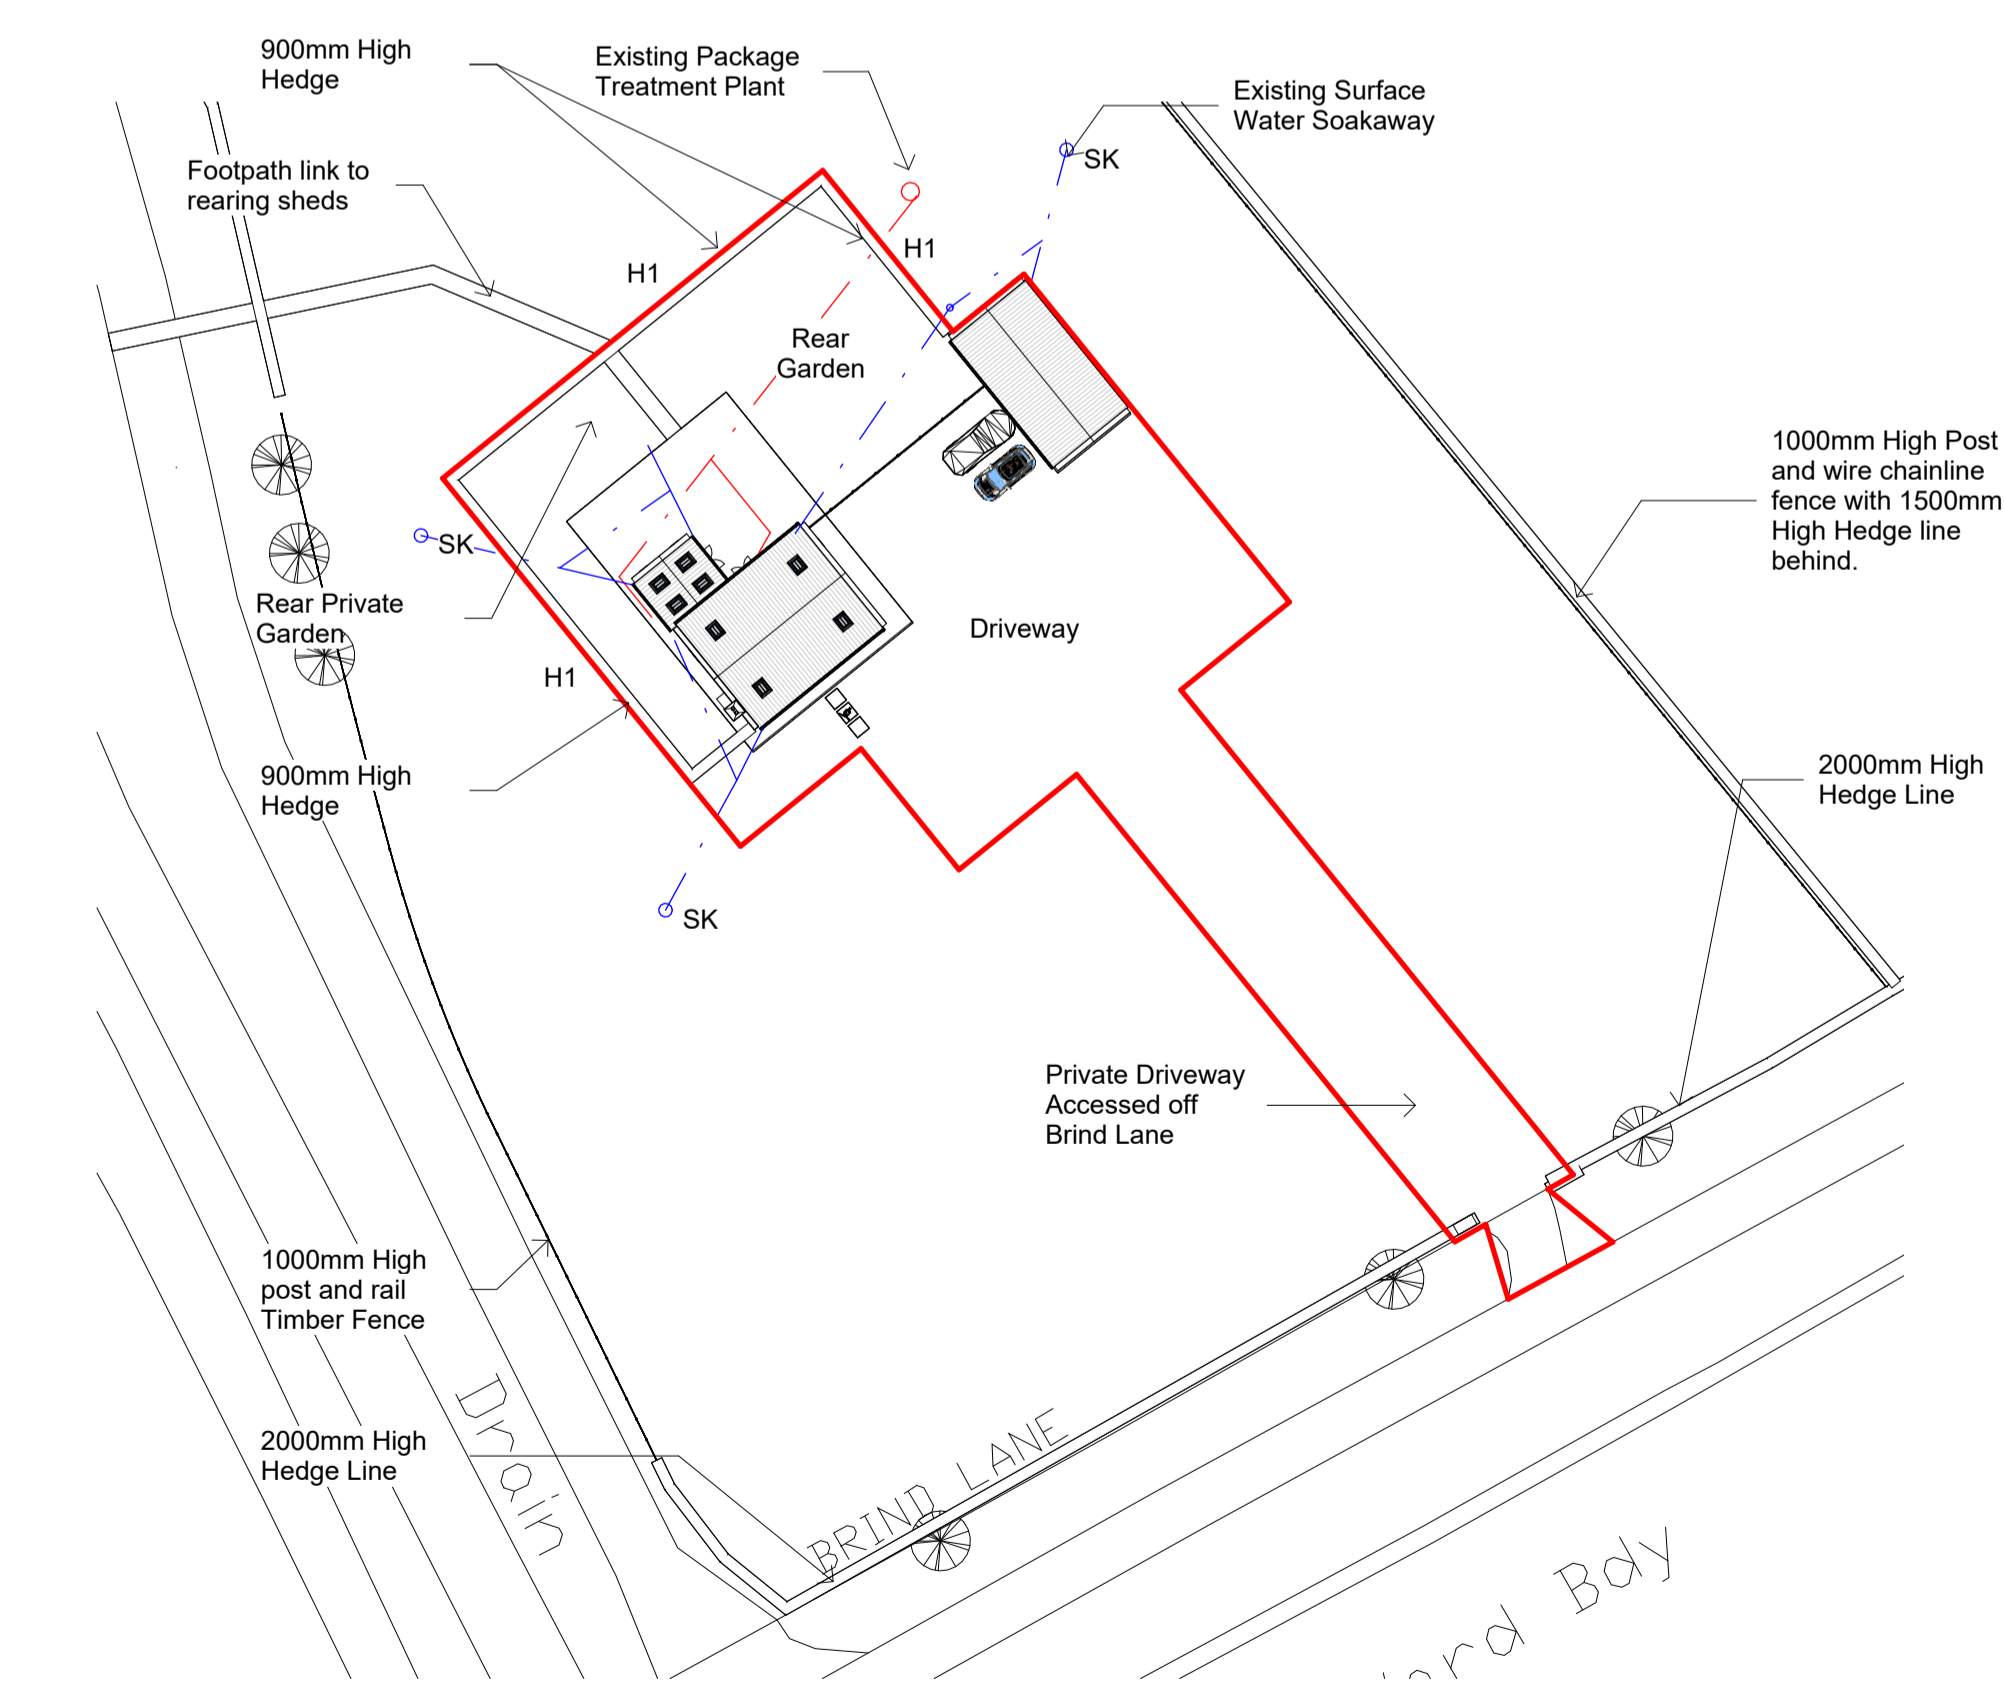 900mm High
Hedge
Existing Package
Treatment Plant
Existing Surface
Water Soakaway
SK
Footpath link to
rearing sheds
H1
H1
Rear
Garden
1000mm High Post
and wire chainline
fence with 1500mm
High Hedge line
behind.
SK
Rear Private
Garden
Driveway
H1
900mm High
Hedge
2000mm High
Hedge Line
SK
Private Driveway
Accessed off
Brind Lane
1000mm High
post and rail
Timber Fence
Drain
2000mm High
Hedge Line
BRIND LANE
Bdy